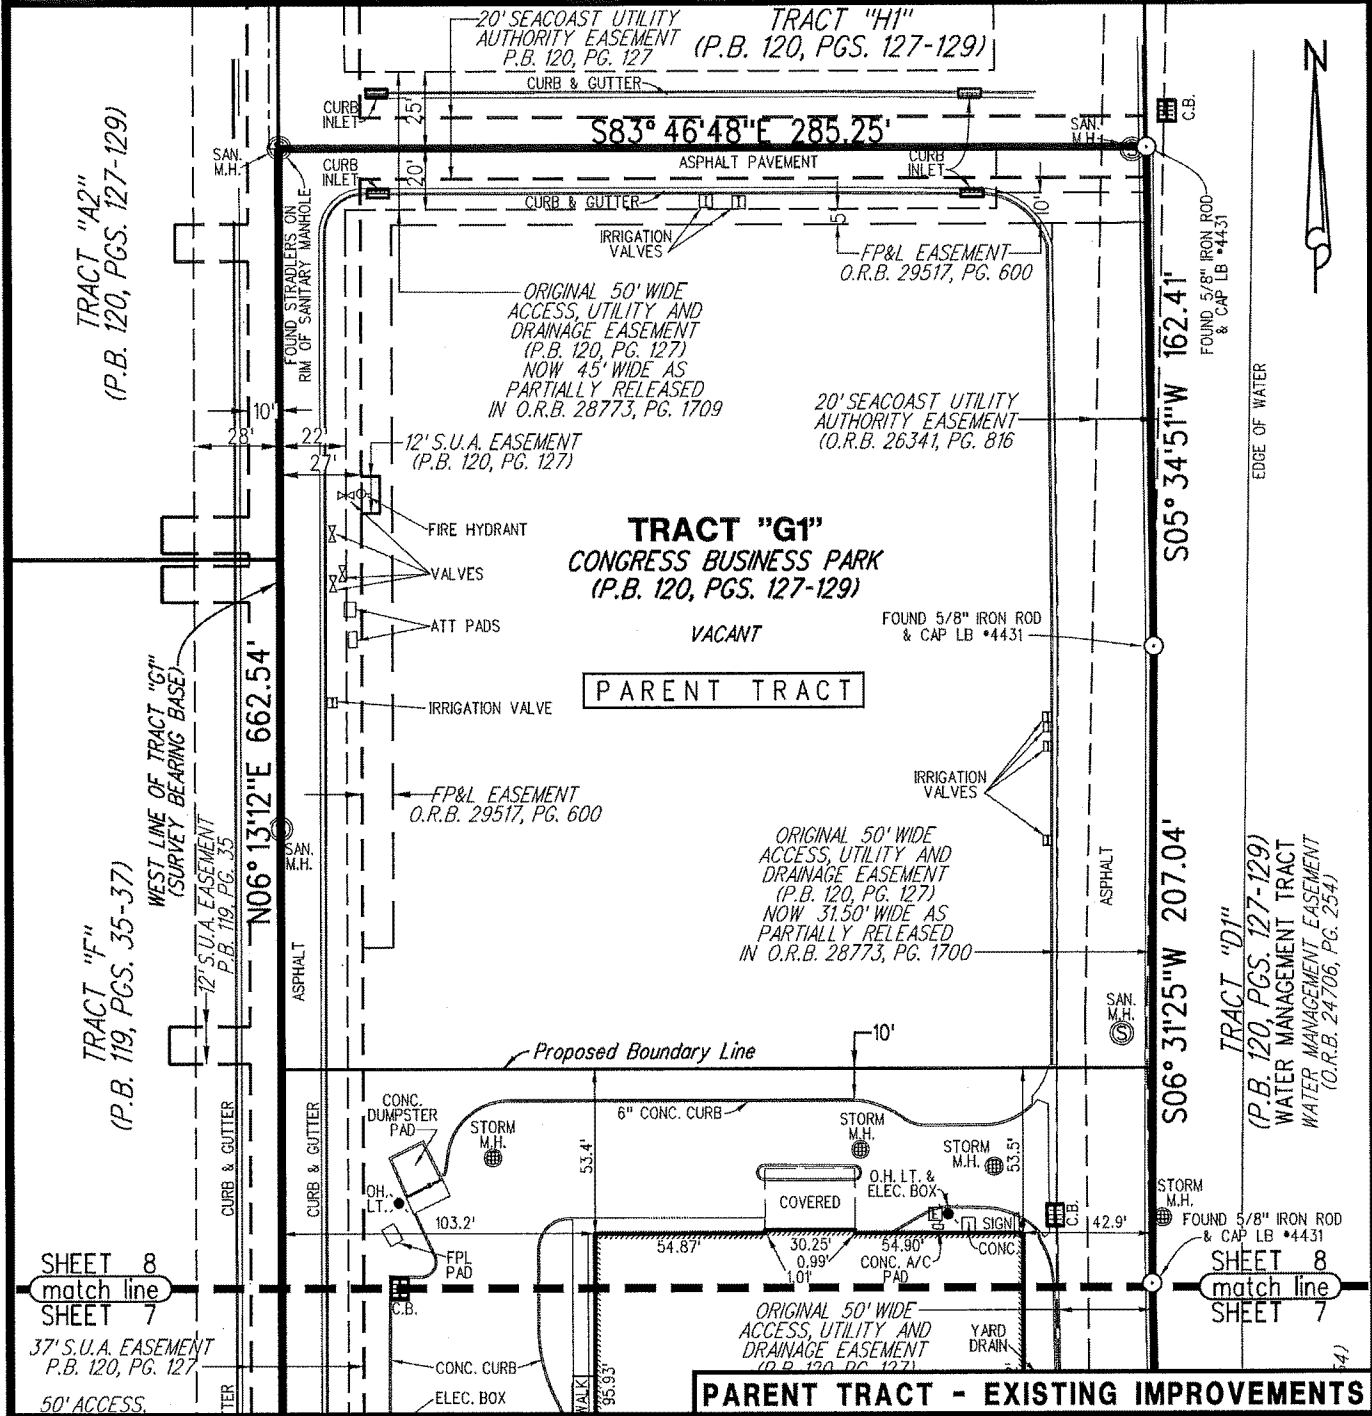 20' SEACOAST UTILITY
AUTHORITY EASEMENT
P.B. 120, PG. 127
TRACT "H1"
(P.B. 120, PGS. 127-129)
N
CURB & GUTTER
CURB
INLET
25'
C.B.
S83° 46'48"E 285.25'
SAN.
M.H.
SAN.
M.H.
ASPHALT PAVEMENT
CURB
INLET
20'
CURB
INLET
CURB & GUTTER
10'
5'
IRRIGATION
VALVES
FP&L EASEMENT
O.R.B. 29517, PG. 600
TRACT "A2"
(P.B. 120, PGS. 127-129)
FOUND STRADLERS ON
RIM OF SANITARY MANHOLE
FOUND 5/8" IRON ROD
& CAP LB #4431
ORIGINAL 50' WIDE
ACCESS, UTILITY AND
DRAINAGE EASEMENT
(P.B. 120, PG. 127)
NOW 45' WIDE AS
PARTIALLY RELEASED
IN O.R.B. 28773, PG. 1709
S05° 34'51"W 162.41'
EDGE OF WATER
10'
28'
22'
27'
12' S.U.A. EASEMENT
(P.B. 120, PG. 127)
20' SEACOAST UTILITY
AUTHORITY EASEMENT
(O.R.B. 26341, PG. 816
FIRE HYDRANT
VALVES
ATT PADS
TRACT "G1"
CONGRESS BUSINESS PARK
(P.B. 120, PGS. 127-129)
VACANT
PARENT TRACT
FOUND 5/8" IRON ROD
& CAP LB #4431
IRRIGATION VALVE
WEST LINE OF TRACT "G1"
(SURVEY BEARING BASE)
N06° 13'12"E 662.54'
FP&L EASEMENT
O.R.B. 29517, PG. 600
IRRIGATION
VALVES
SAN.
M.H.
12' S.U.A. EASEMENT
P.B. 119, PG. 35
TRACT "F"
(P.B. 119, PGS. 35-37)
ASPHALT
ORIGINAL 50' WIDE
ACCESS, UTILITY AND
DRAINAGE EASEMENT
(P.B. 120, PG. 127)
NOW 31.50' WIDE AS
PARTIALLY RELEASED
IN O.R.B. 28773, PG. 1700
ASPHALT
S06° 31'25"W 207.04'
TRACT "D1"
(P.B. 120, PGS. 127-129)
WATER MANAGEMENT TRACT
WATER MANAGEMENT EASEMENT
(O.R.B. 24706, PG. 254)
SAN.
M.H.
S
10'
Proposed Boundary Line
CURB & GUTTER
CURB & GUTTER
CONC.
DUMPSTER
PAD
6" CONC. CURB
STORM
M.H.
STORM
M.H.
STORM
M.H.
53.4'
53.5'
COVERED
O.H. LT. &
ELEC. BOX
E
SIGN
CONC.
C.B.
STORM
M.H.
OH.
LT.
103.2'
FPL
PAD
C.B.
54.87'
30.25'
0.99'
1.01'
54.90'
CONC. A/C
PAD
42.9'
FOUND 5/8" IRON ROD
& CAP LB #4431
SHEET 8
match line
SHEET 7
SHEET 8
match line
SHEET 7
37' S.U.A. EASEMENT
P.B. 120, PG. 127
50' ACCESS,
TER
CONC. CURB
ELEC. BOX
WALK
95.93'
ORIGINAL 50' WIDE
ACCESS, UTILITY AND
DRAINAGE EASEMENT
(P.B. 120, PG. 127)
YARD
DRAIN
54)
PARENT TRACT - EXISTING IMPROVEMENTS